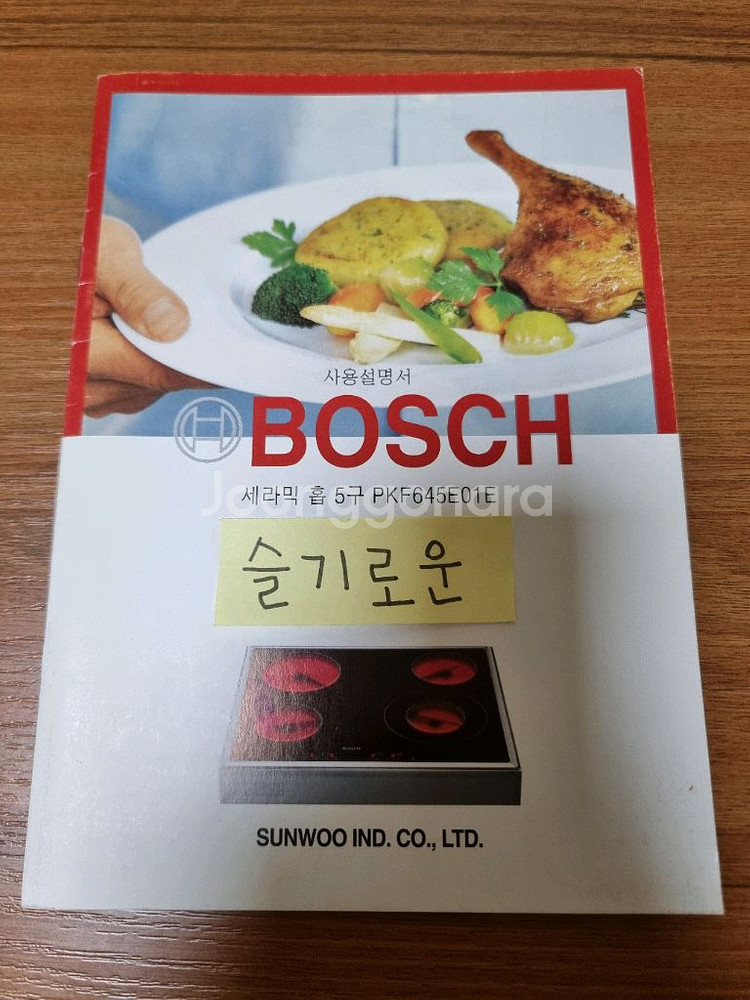 사용설명서
BOSCH
세라믹 홉 5구 PKF645E01E
Joonggonara
슬기로운
BOSCH
SUNWOO IND. CO., LTD.